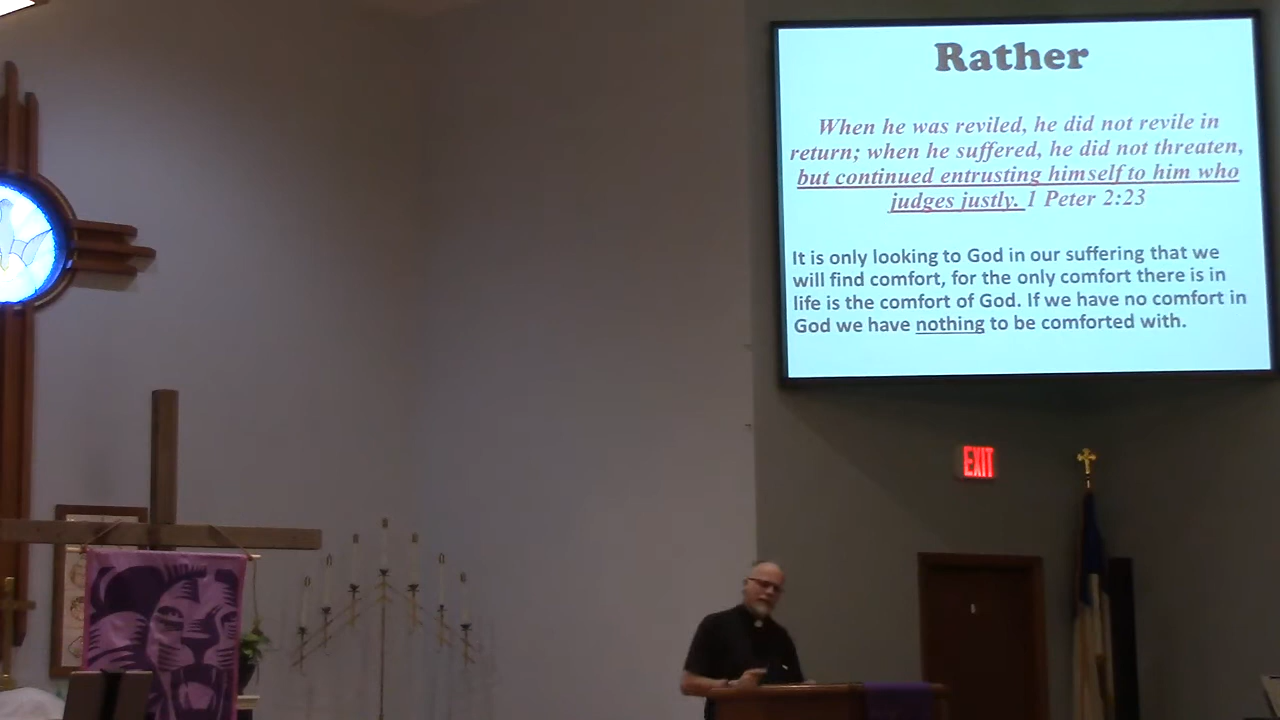 Rather
When he was reviled, he did not revile in
return; when he suffered, he did not threaten,
but continued entrusting himself to him who
judges justly. 1 Peter 2:23
It is only looking to God in our suffering that we
will find comfort, for the only comfort there is in
life is the comfort of God. If we have no comfort in
God we have nothing to be comforted with.
EXIT